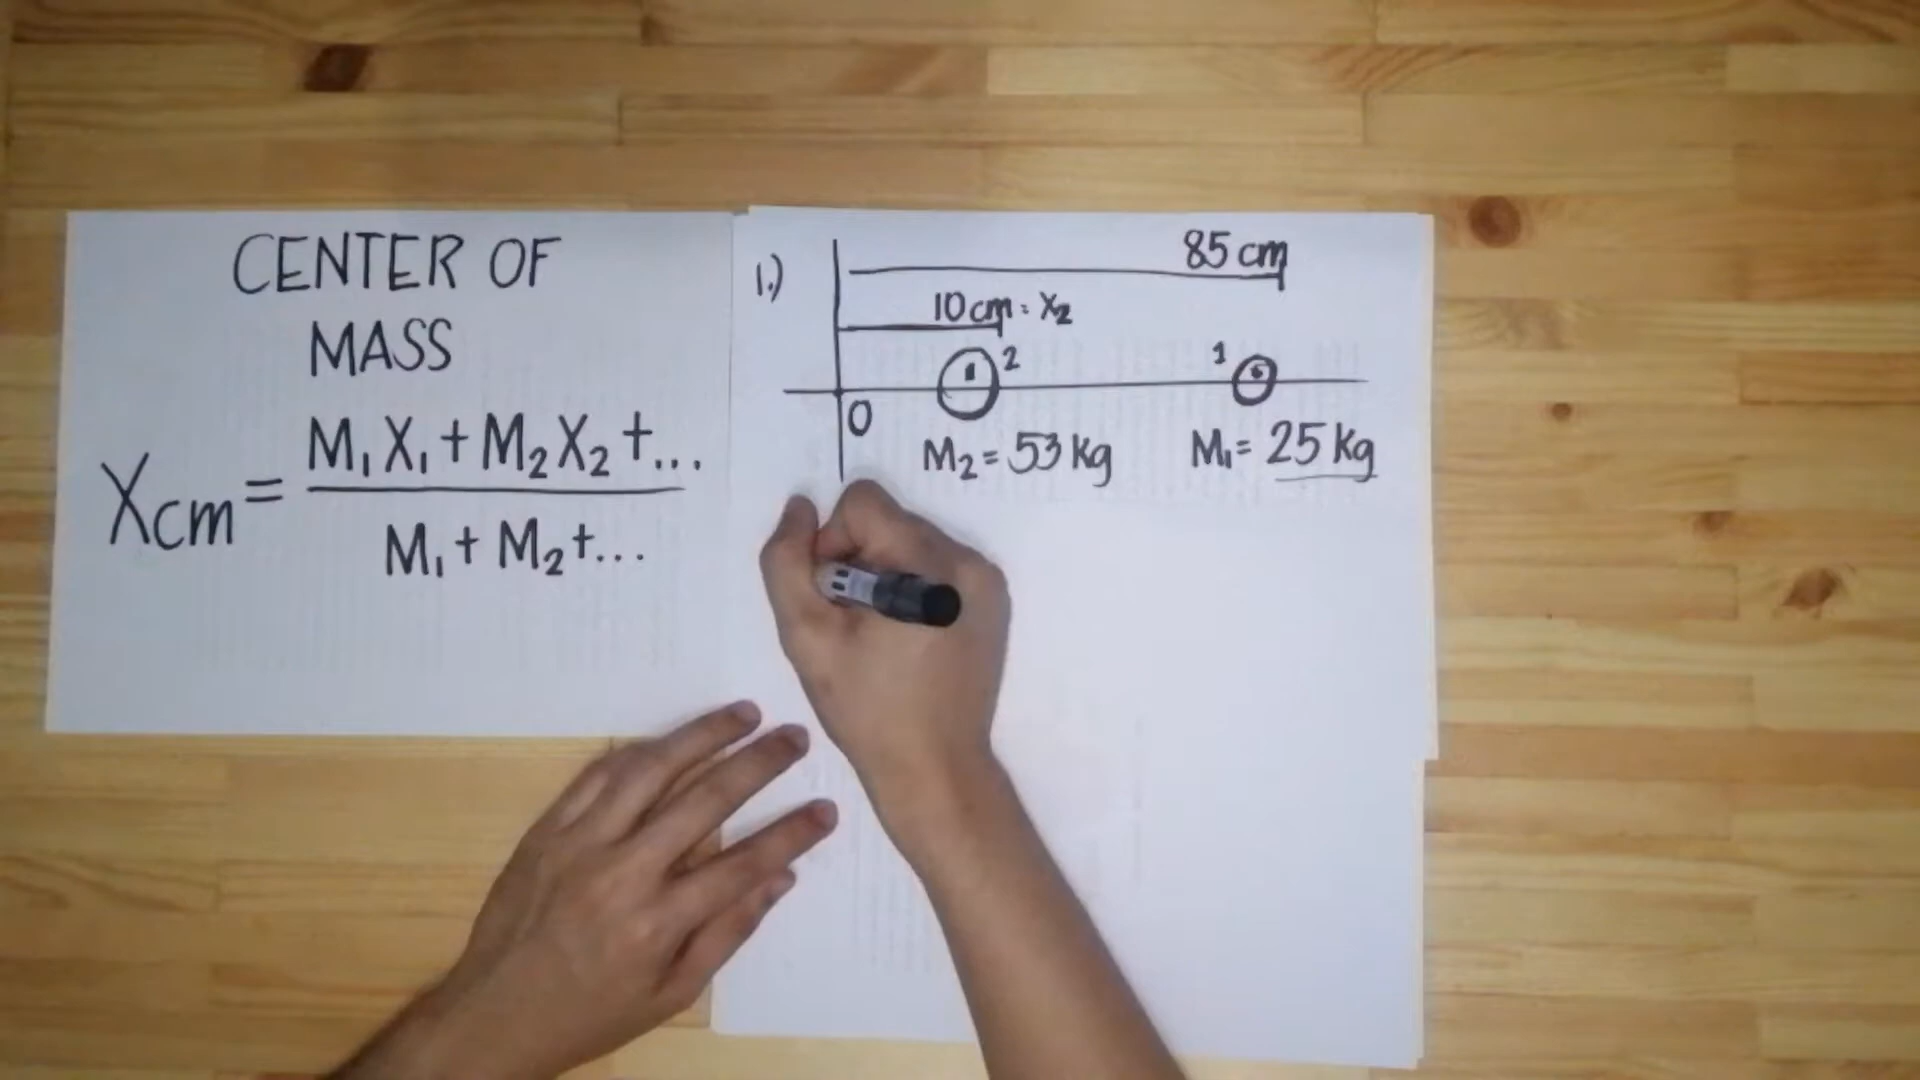 CENTER OF
MASS
Xcm = M₁X₁ + M₂X₂ + ...
M₁ + M₂ + ...
1.)
85 cm
10 cm = X₂
2
1
0
M₂ = 53 kg
M₁ = 25 kg